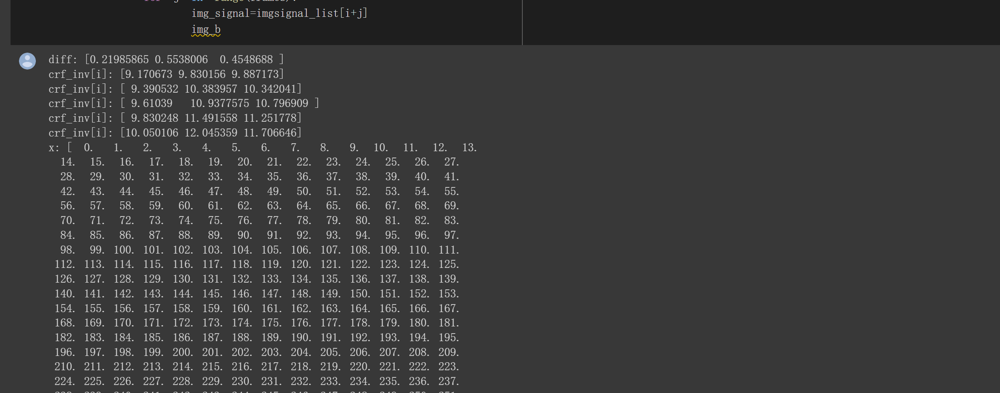 img_signal=imgsignal_list[i+j]
img_b
diff: [0.21985865 0.5538006  0.4548688 ]
crf_inv[i]: [9.170673 9.830156 9.887173]
crf_inv[i]: [ 9.390532 10.383957 10.342041]
crf_inv[i]: [ 9.61039   10.9377575 10.796909 ]
crf_inv[i]: [ 9.830248 11.491558 11.251778]
crf_inv[i]: [10.050106 12.045359 11.706646]
x: [  0.   1.   2.   3.   4.   5.   6.   7.   8.   9.  10.  11.  12.  13.
  14.  15.  16.  17.  18.  19.  20.  21.  22.  23.  24.  25.  26.  27.
  28.  29.  30.  31.  32.  33.  34.  35.  36.  37.  38.  39.  40.  41.
  42.  43.  44.  45.  46.  47.  48.  49.  50.  51.  52.  53.  54.  55.
  56.  57.  58.  59.  60.  61.  62.  63.  64.  65.  66.  67.  68.  69.
  70.  71.  72.  73.  74.  75.  76.  77.  78.  79.  80.  81.  82.  83.
  84.  85.  86.  87.  88.  89.  90.  91.  92.  93.  94.  95.  96.  97.
  98.  99. 100. 101. 102. 103. 104. 105. 106. 107. 108. 109. 110. 111.
 112. 113. 114. 115. 116. 117. 118. 119. 120. 121. 122. 123. 124. 125.
 126. 127. 128. 129. 130. 131. 132. 133. 134. 135. 136. 137. 138. 139.
 140. 141. 142. 143. 144. 145. 146. 147. 148. 149. 150. 151. 152. 153.
 154. 155. 156. 157. 158. 159. 160. 161. 162. 163. 164. 165. 166. 167.
 168. 169. 170. 171. 172. 173. 174. 175. 176. 177. 178. 179. 180. 181.
 182. 183. 184. 185. 186. 187. 188. 189. 190. 191. 192. 193. 194. 195.
 196. 197. 198. 199. 200. 201. 202. 203. 204. 205. 206. 207. 208. 209.
 210. 211. 212. 213. 214. 215. 216. 217. 218. 219. 220. 221. 222. 223.
 224. 225. 226. 227. 228. 229. 230. 231. 232. 233. 234. 235. 236. 237.